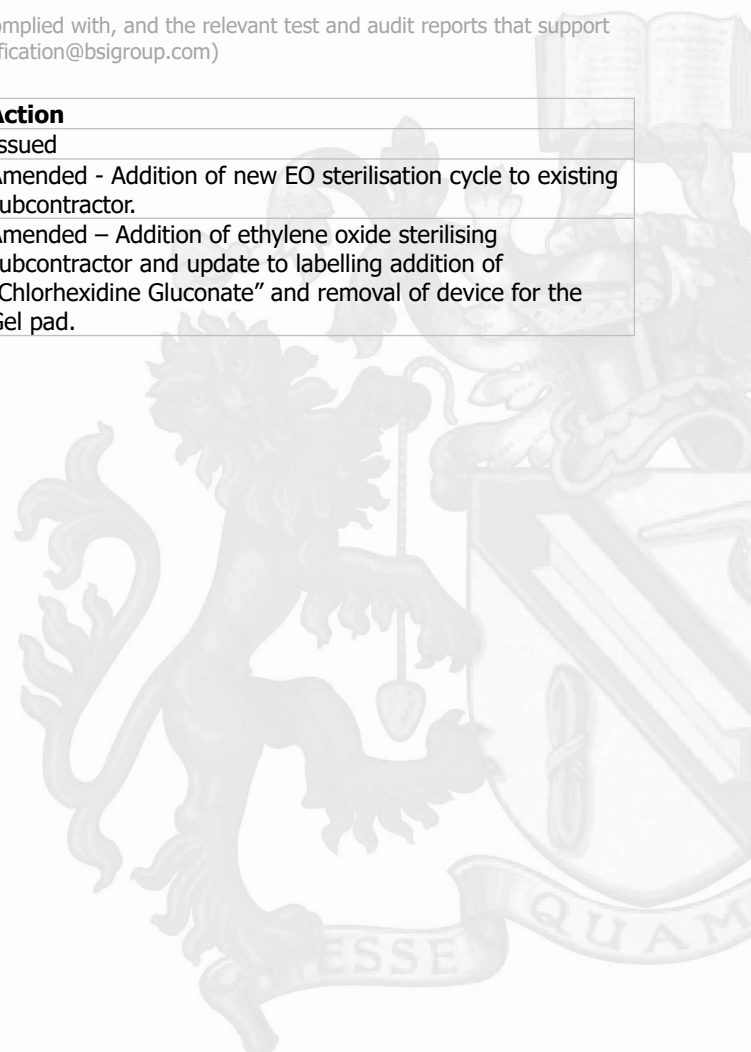 omplied with, and the relevant test and audit reports that support
fication@bsigroup.com)
Action
ssued
Amended - Addition of new EO sterilisation cycle to existing
ubcontractor.
Amended – Addition of ethylene oxide sterilising
ubcontractor and update to labelling addition of
Chlorhexidine Gluconate” and removal of device for the
Gel pad.
ESSE
QUAM